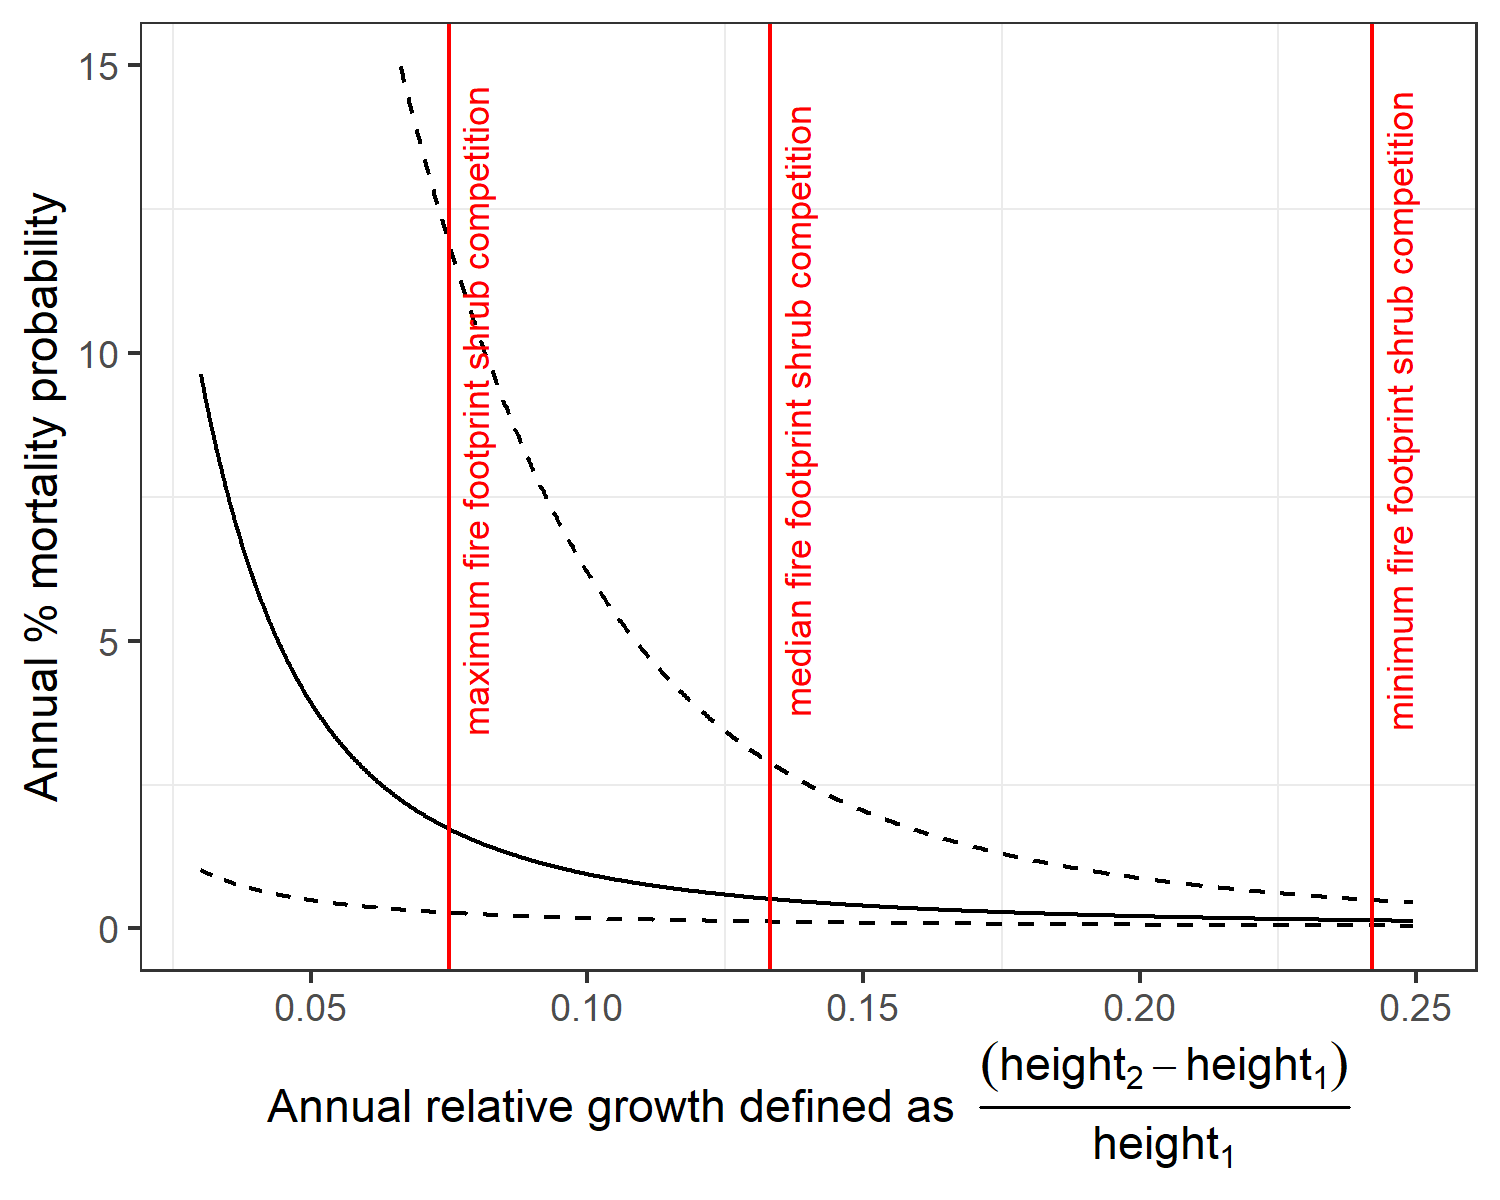 Annual % mortality probability
15
10
5
0
maximum fire footprint shrub competition
median fire footprint shrub competition
minimum fire footprint shrub competition
0.05 0.10 0.15 0.20 0.25
Annual relative growth defined as (height₂ – height₁)
height₁